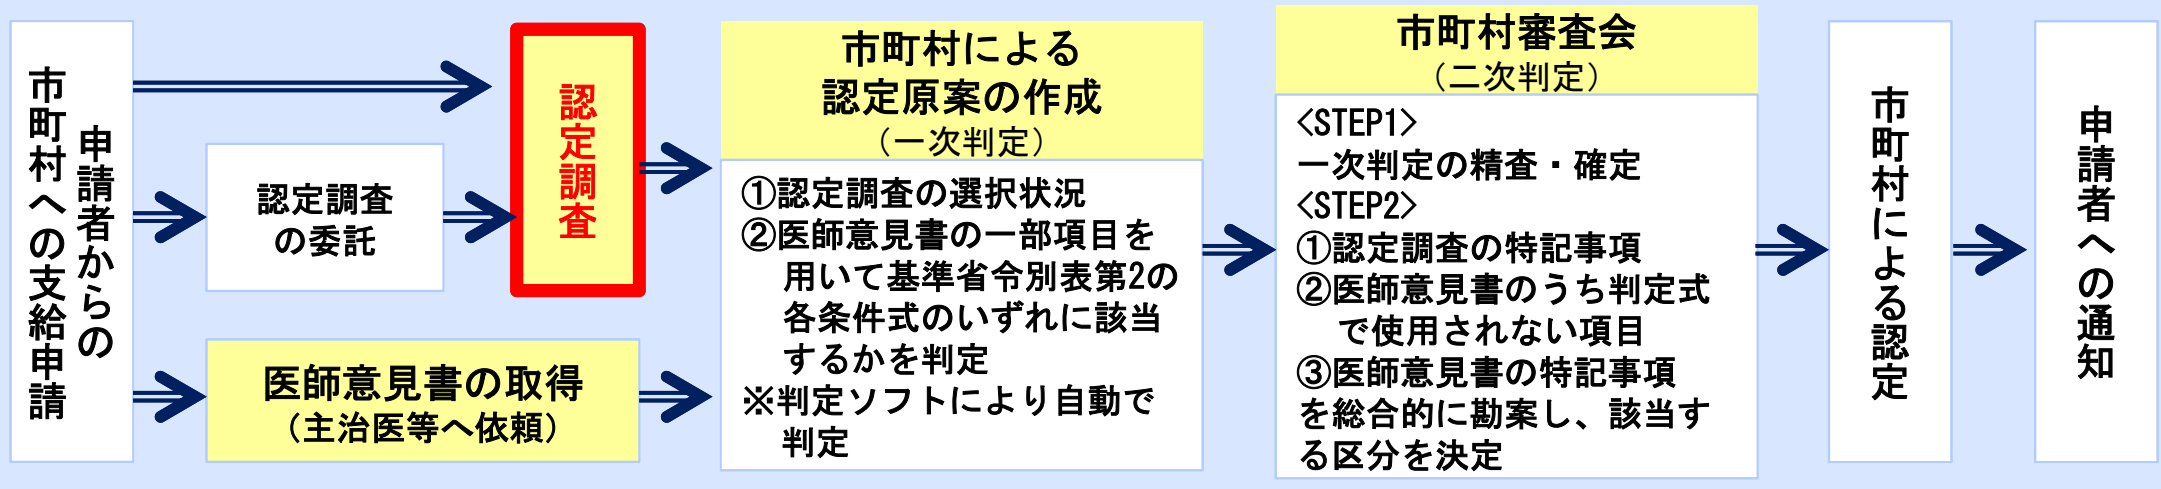 申請者からの
市町村への支給申請
認定調査
の委託
医師意見書の取得
（主治医等へ依頼）
認定調査
市町村による
認定原案の作成
（一次判定）
①認定調査の選択状況
②医師意見書の一部項目を
用いて基準省令別表第2の
各条件式のいずれに該当
するかを判定
※判定ソフトにより自動で
判定
市町村審査会
（二次判定）
<STEP1>
一次判定の精査・確定
<STEP2>
①認定調査の特記事項
②医師意見書のうち判定式
で使用されない項目
③医師意見書の特記事項
を総合的に勘案し、該当す
る区分を決定
市町村による認定
申請者への通知